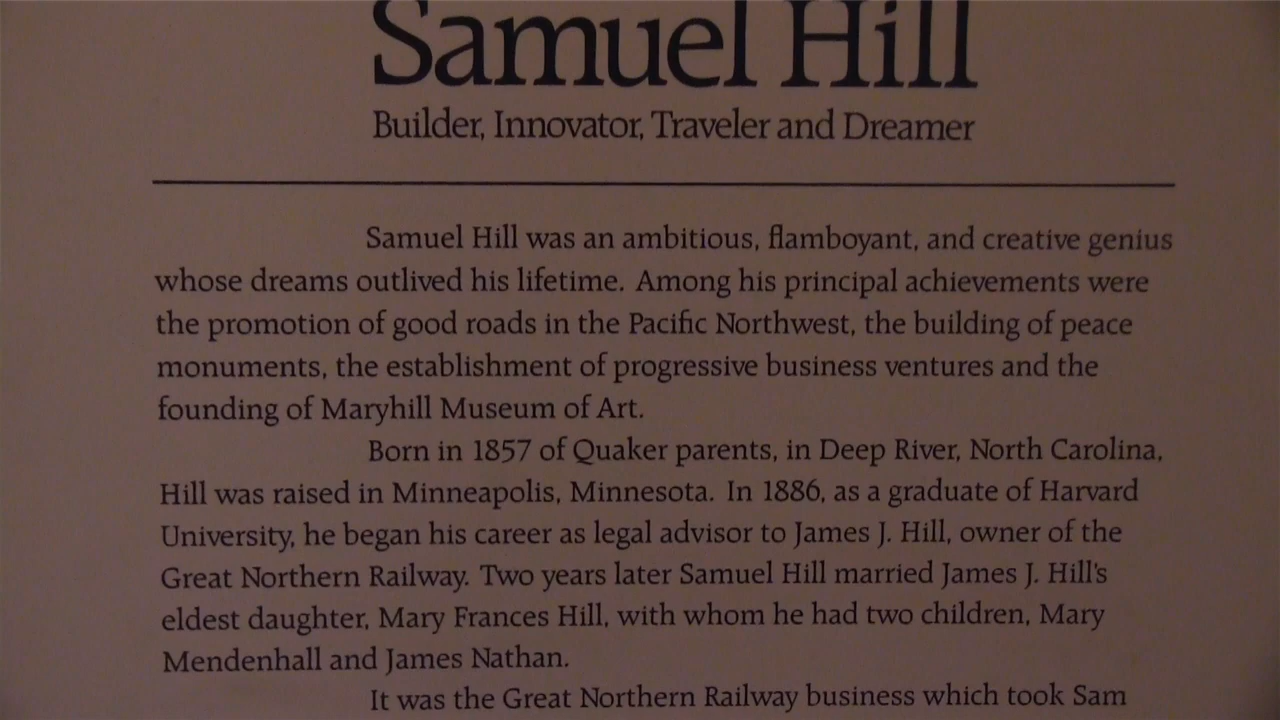 Samuel Hill
Builder, Innovator, Traveler and Dreamer
Samuel Hill was an ambitious, flamboyant, and creative genius
whose dreams outlived his lifetime. Among his principal achievements were
the promotion of good roads in the Pacific Northwest, the building of peace
monuments, the establishment of progressive business ventures and the
founding of Maryhill Museum of Art.
Born in 1857 of Quaker parents, in Deep River, North Carolina,
Hill was raised in Minneapolis, Minnesota. In 1886, as a graduate of Harvard
University, he began his career as legal advisor to James J. Hill, owner of the
Great Northern Railway. Two years later Samuel Hill married James J. Hill's
eldest daughter, Mary Frances Hill, with whom he had two children, Mary
Mendenhall and James Nathan.
It was the Great Northern Railway business which took Sam